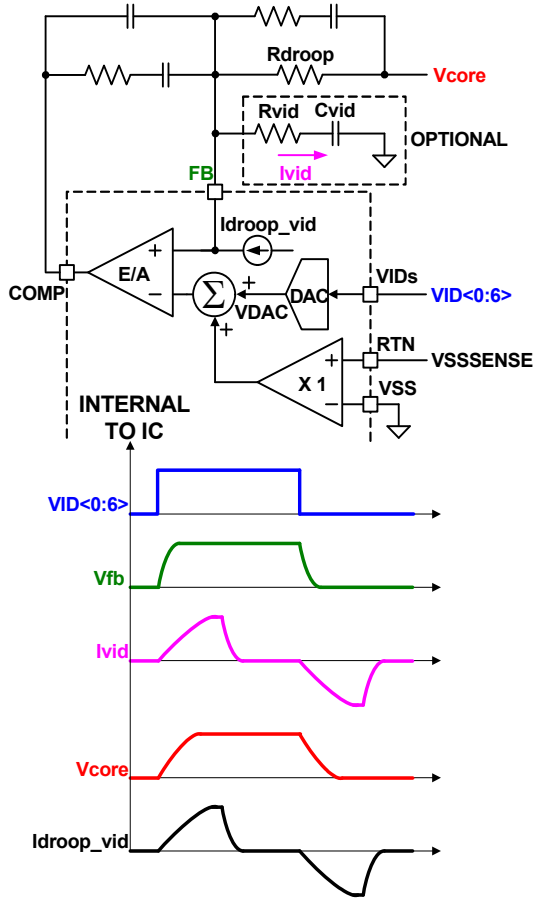 Rdroop
Vcore
Rvid
Cvid
OPTIONAL
Ivid
FB
Idroop_vid
+
E/A
−
COMP
Σ
+
+
VDAC
DAC
VIDs
VID<0:6>
RTN
VSSSENSE
+
X 1
−
VSS
INTERNAL
TO IC
VID<0:6>
Vfb
Ivid
Vcore
Idroop_vid